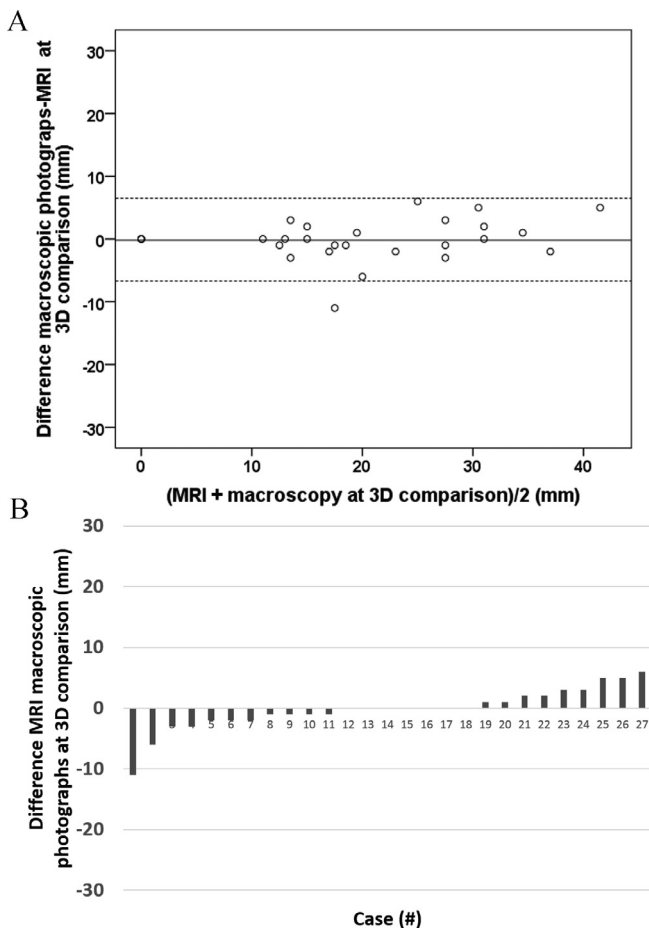 A
Difference macroscopic photograps-MRI at
3D comparison (mm)
30
20
10
0
-10
-20
-30
0 10 20 30 40
(MRI + macroscopy at 3D comparison)/2 (mm)
B
Difference MRI macroscopic
photographs at 3D comparison (mm)
30
20
10
0
-10
-20
-30
5 6 7 8 9 10 11 12 13 14 15 16 17 18 19 20 21 22 23 24 25 26 27
Case (#)